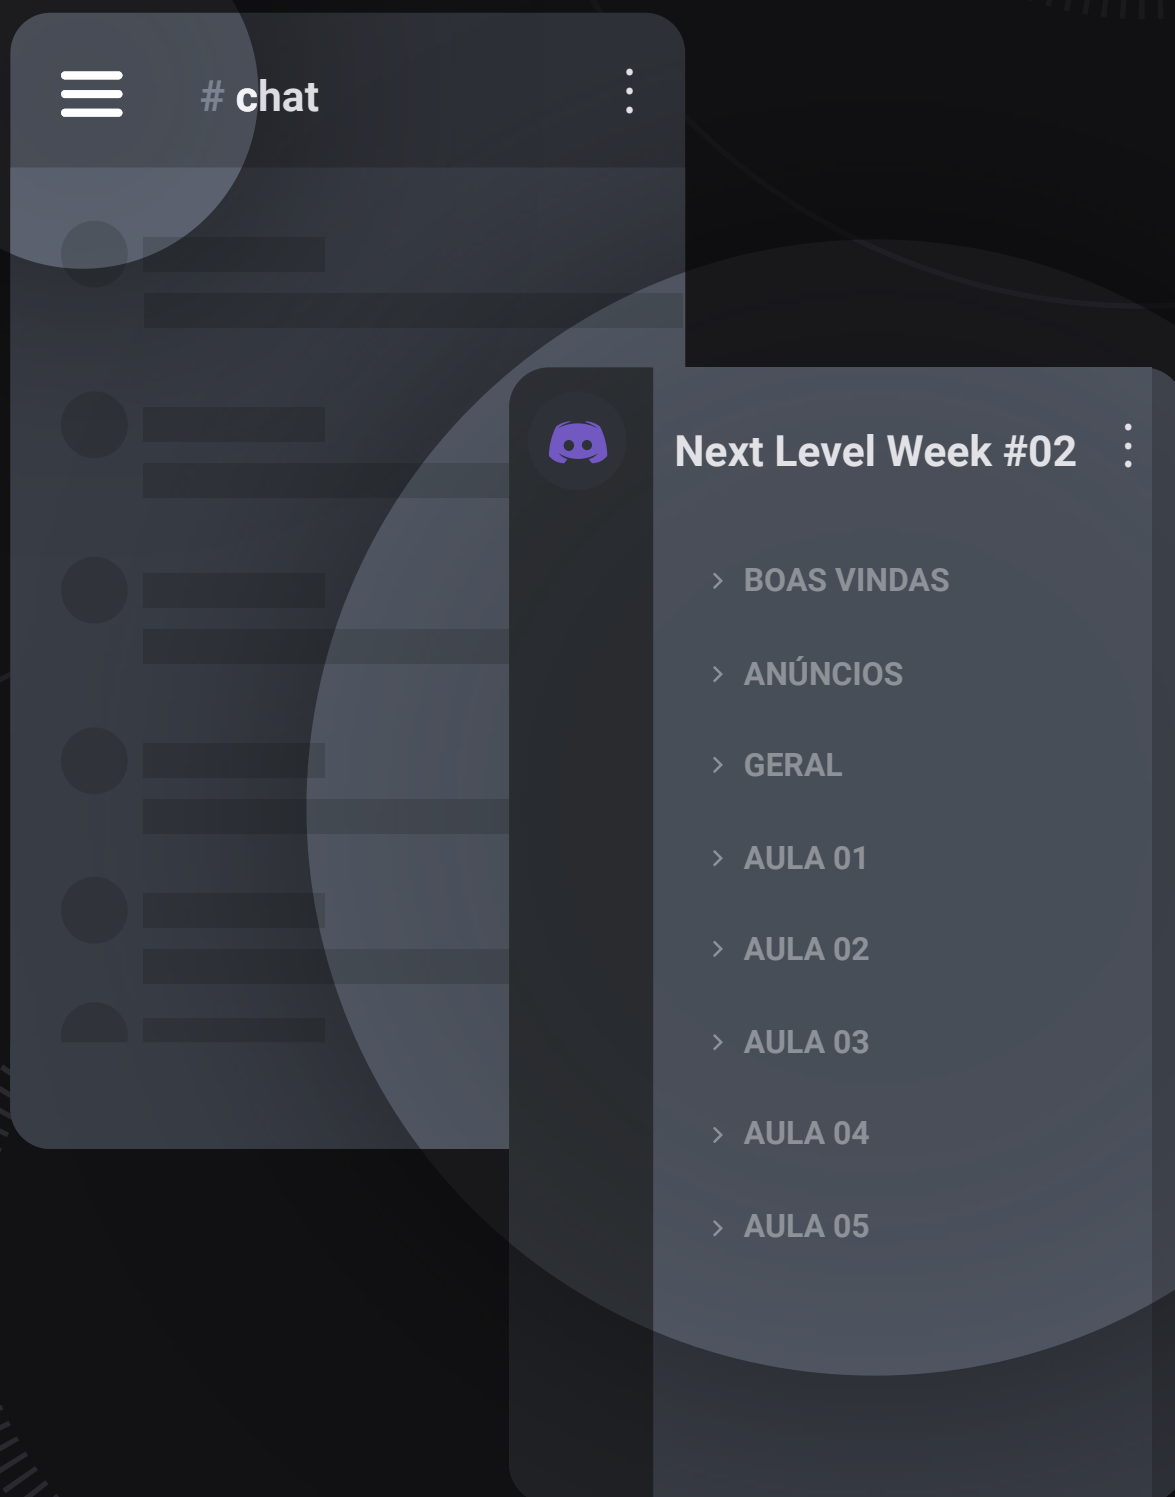 # chat
Next Level Week #02
BOAS VINDAS
ANÚNCIOS
GERAL
AULA 01
AULA 02
AULA 03
AULA 04
AULA 05